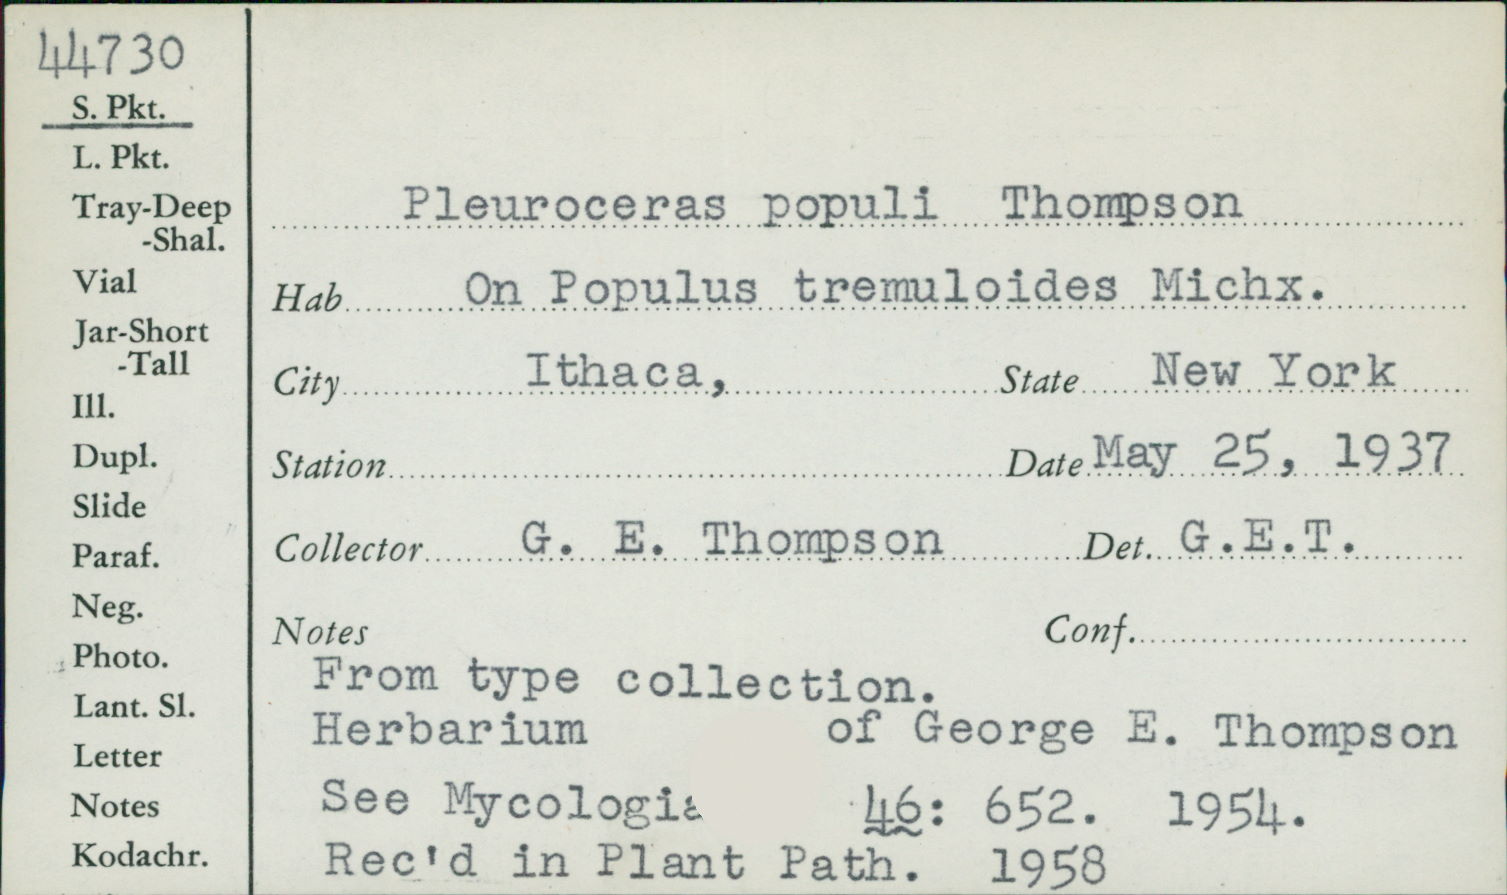 44730
S. Pkt.
L. Pkt.
Tray-Deep
-Shal.
Vial
Jar-Short
-Tall
Ill.
Dupl.
Slide
Paraf.
Neg.
Photo.
Lant. Sl.
Letter
Notes
Kodachr.
Pleuroceras populi Thompson
Hab On Populus tremuloides Michx.
City Ithaca, State New York
Station Date May 25, 1937
Collector G. E. Thompson Det. G.E.T.
Notes Conf.
From type collection.
Herbarium of George E. Thompson
See Mycologia 46: 652. 1954.
Rec'd in Plant Path. 1958